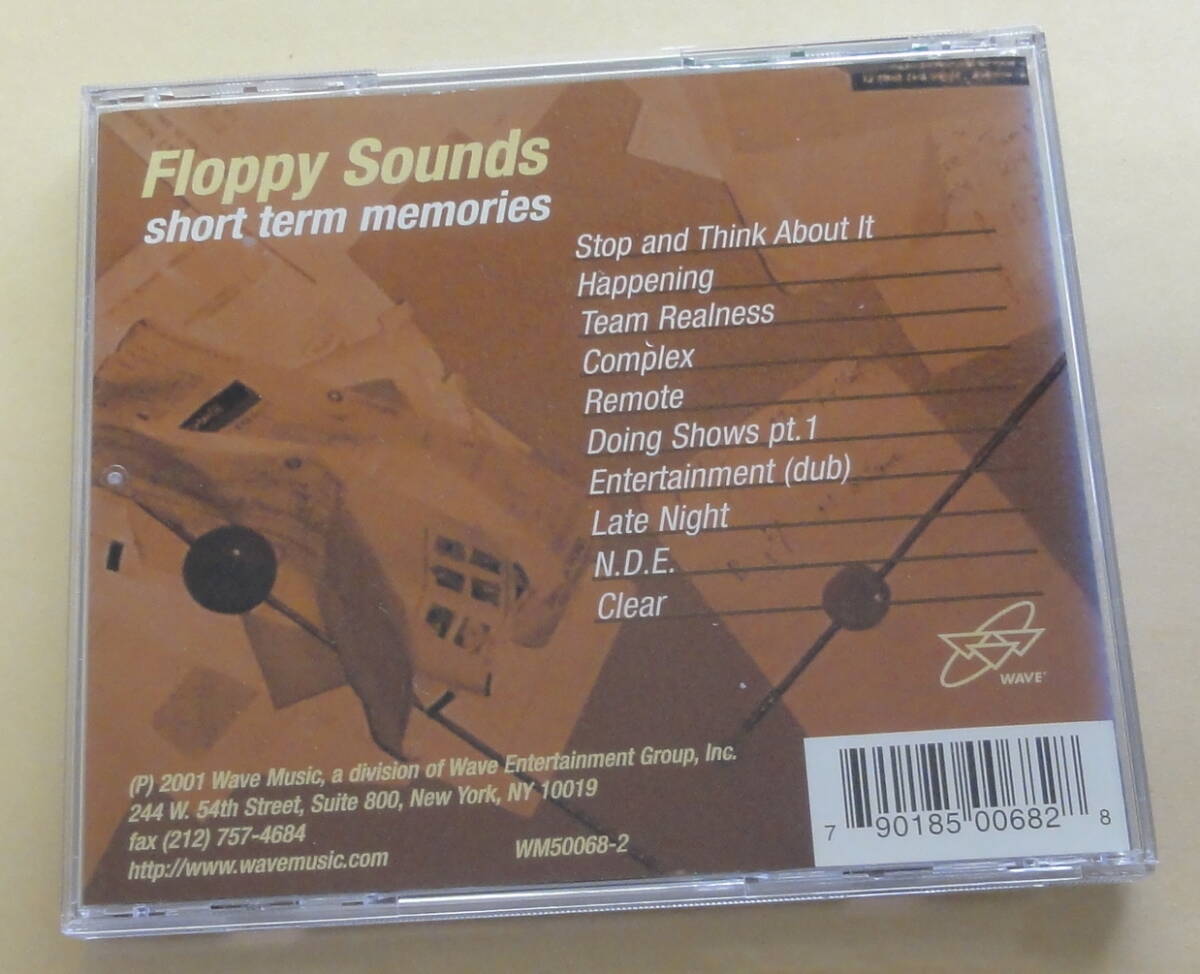 Floppy Sounds
short term memories
Stop and Think About It
Happening
Team Realness
Complex
Remote
Doing Shows pt.1
Entertainment (dub)
Late Night
N.D.E.
Clear
WAVE
(P) 2001 Wave Music, a division of Wave Entertainment Group, Inc.
244 W. 54th Street, Suite 800, New York, NY 10019
fax (212) 757-4684
http://www.wavemusic.com
WM50068-2
7 90185 00682 8